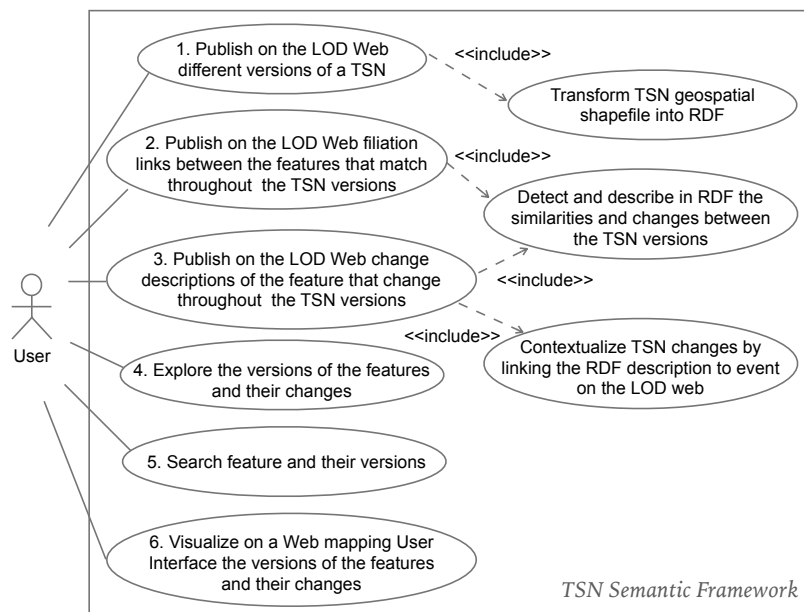 1. Publish on the LOD Web
different versions of a TSN
<<include>>
Transform TSN geospatial
shapefile into RDF
2. Publish on the LOD Web filiation
links between the features that match
throughout the TSN versions
<<include>>
Detect and describe in RDF the
similarities and changes between
the TSN versions
3. Publish on the LOD Web change
descriptions of the feature that change
throughout the TSN versions
<<include>>
<<include>>
Contextualize TSN changes by
linking the RDF description to event
on the LOD web
User
4. Explore the versions of the features
and their changes
5. Search feature and their versions
6. Visualize on a Web mapping User
Interface the versions of the features
and their changes
TSN Semantic Framework